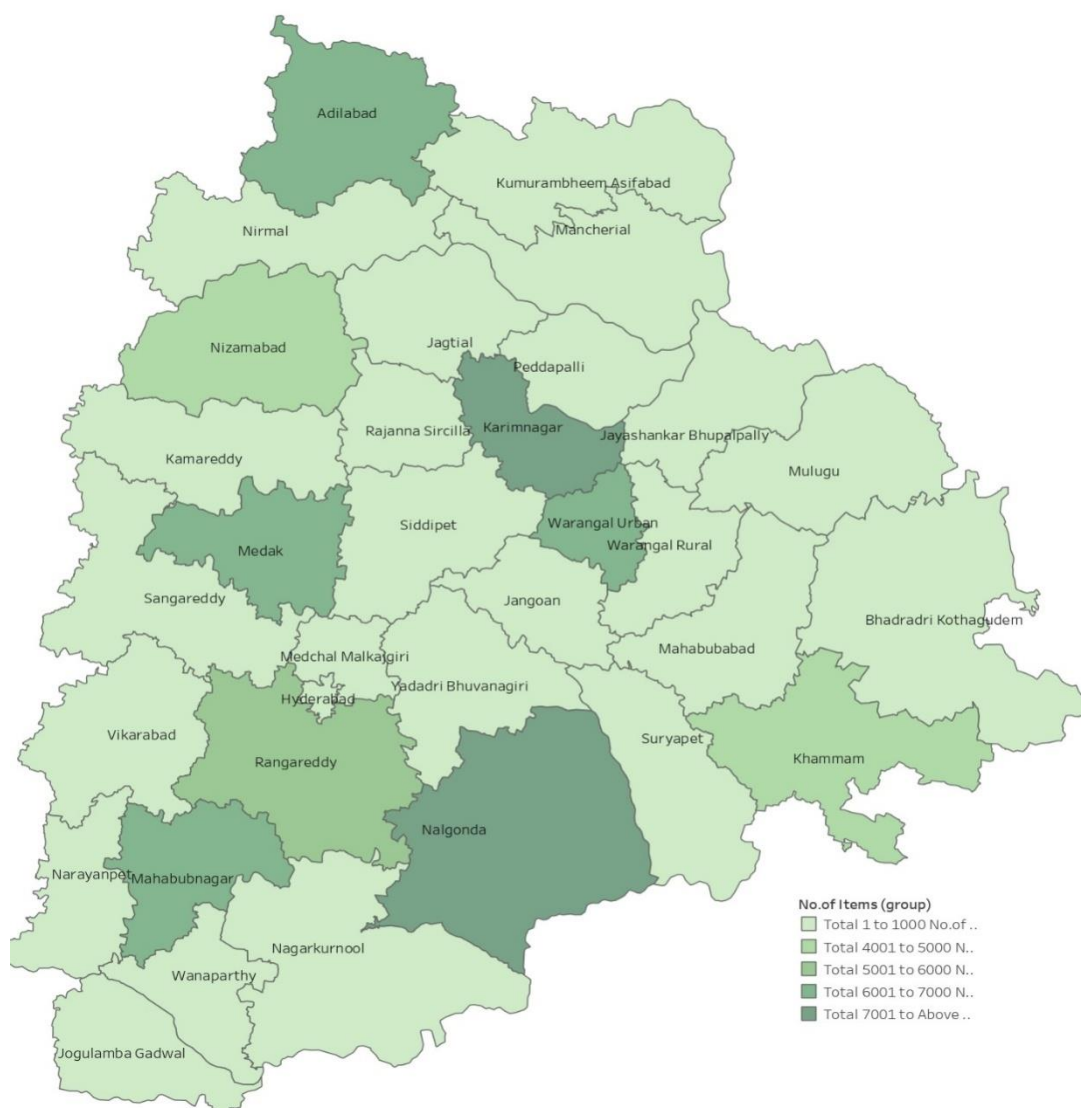 Adilabad
Kumurambheem Asifabad
Nirmal
Mancherial
Nizamabad
Jagtial
Peddapalli
Rajanna Sircilla
Karimnagar
Jayashankar Bhupalpally
Kamareddy
Mulugu
Siddipet
Warangal Urban
Medak
Warangal Rural
Sangareddy
Jangoan
Bhadradri Kothagudem
Medchal Malkajgiri
Mahabubabad
Yadadri Bhuvanagiri
Hyderabad
Vikarabad
Suryapet
Rangareddy
Khammam
Nalgonda
Narayanpet
Mahabubnagar
Nagarkurnool
Wanaparthy
Jogulamba Gadwal
No.of Items (group)
Total 1 to 1000 No.of ..
Total 4001 to 5000 N..
Total 5001 to 6000 N..
Total 6001 to 7000 N..
Total 7001 to Above ..